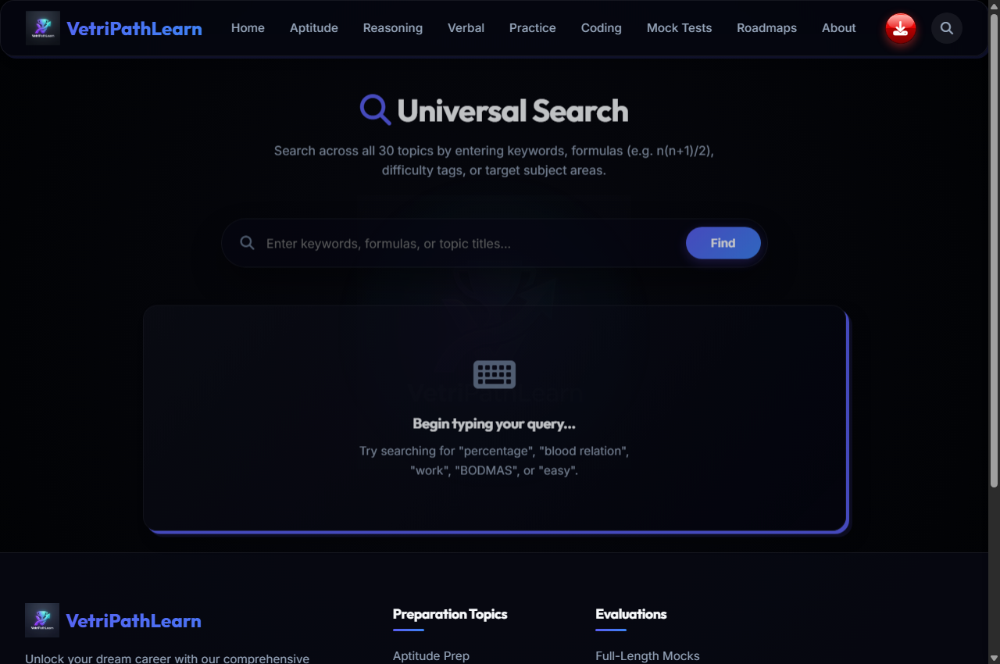 VetriPathLearn
Home
Aptitude
Reasoning
Verbal
Practice
Coding
Mock Tests
Roadmaps
About
Universal Search
Search across all 30 topics by entering keywords, formulas (e.g. n(n+1)/2),
difficulty tags, or target subject areas.
Enter keywords, formulas, or topic titles...
Find
VetriPathLearn
Begin typing your query...
Try searching for "percentage", "blood relation",
"work", "BODMAS", or "easy".
VetriPathLearn
Unlock your dream career with our comprehensive
Preparation Topics
Aptitude Prep
Evaluations
Full-Length Mocks